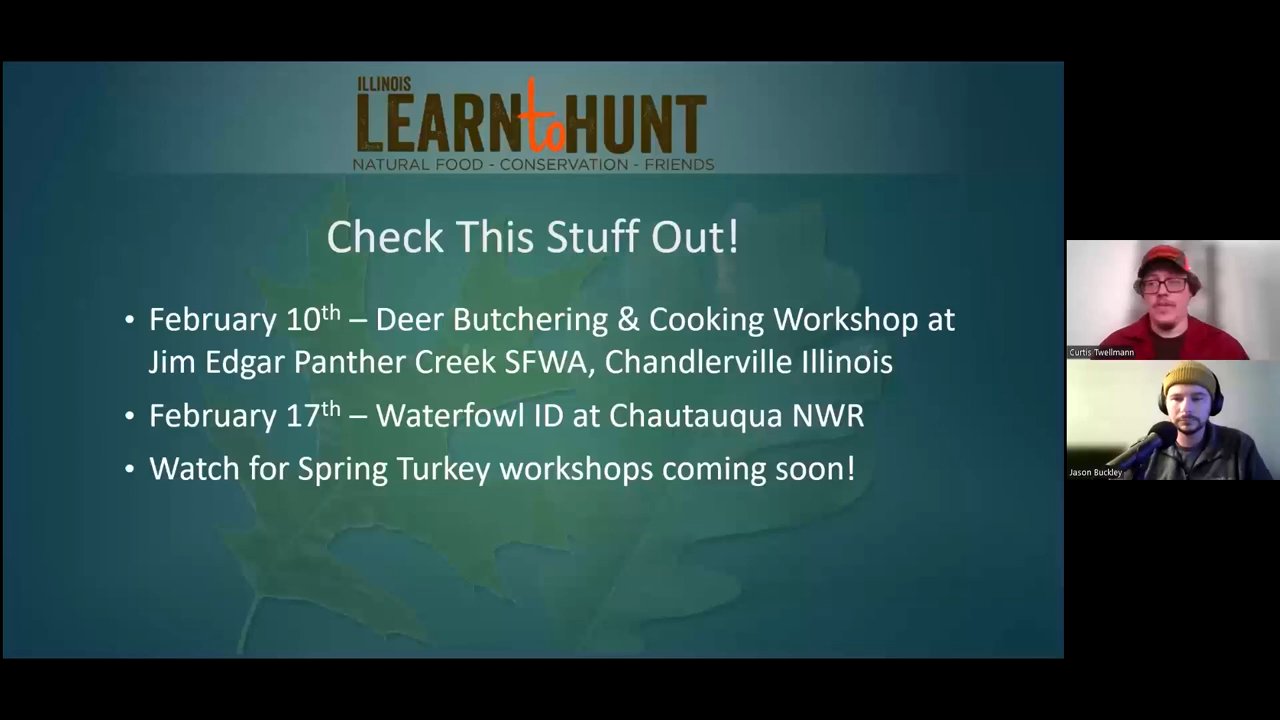 ILLINOIS
LEARN to HUNT
NATURAL FOOD - CONSERVATION - FRIENDS
Check This Stuff Out!
• February 10th – Deer Butchering & Cooking Workshop at
Jim Edgar Panther Creek SFWA, Chandlerville Illinois
• February 17th – Waterfowl ID at Chautauqua NWR
• Watch for Spring Turkey workshops coming soon!
Curtis Twellmann
Jason Buckley